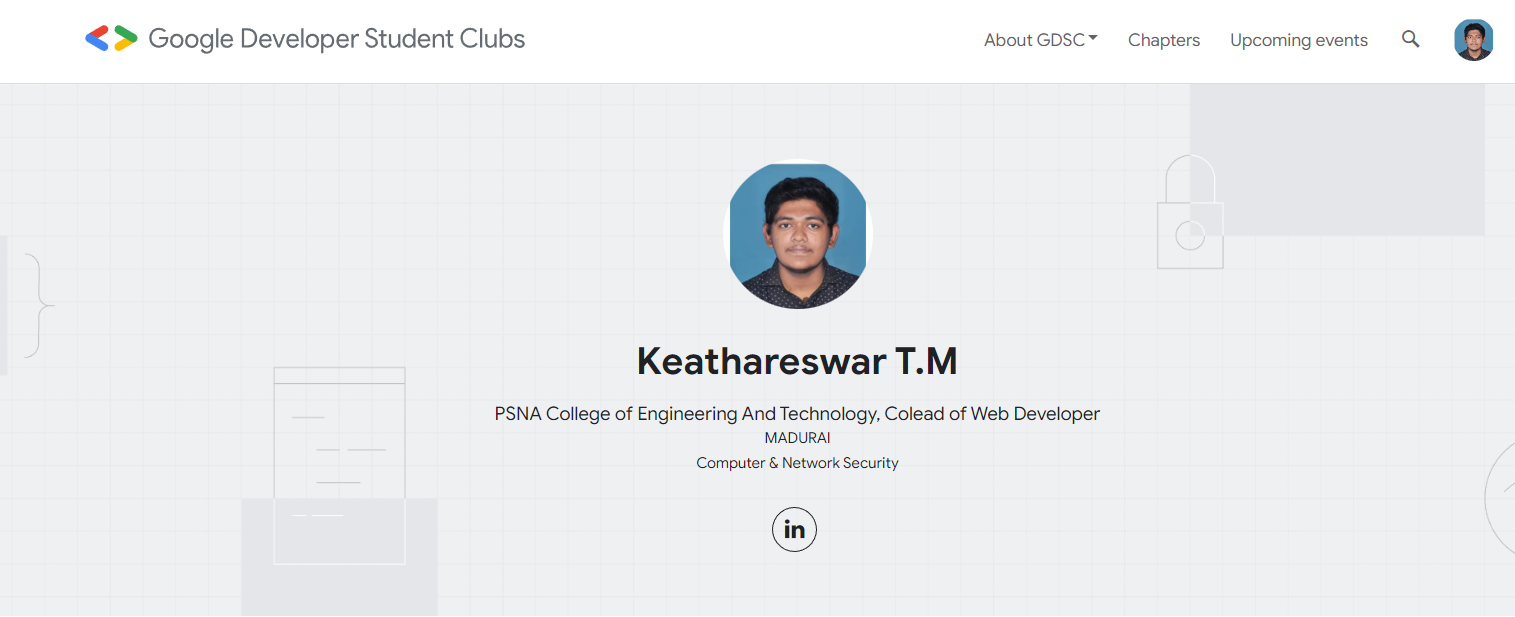 Google Developer Student Clubs
About GDSC
Chapters
Upcoming events
Keathareswar T.M
PSNA College of Engineering And Technology, Colead of Web Developer
MADURAI
Computer & Network Security
in